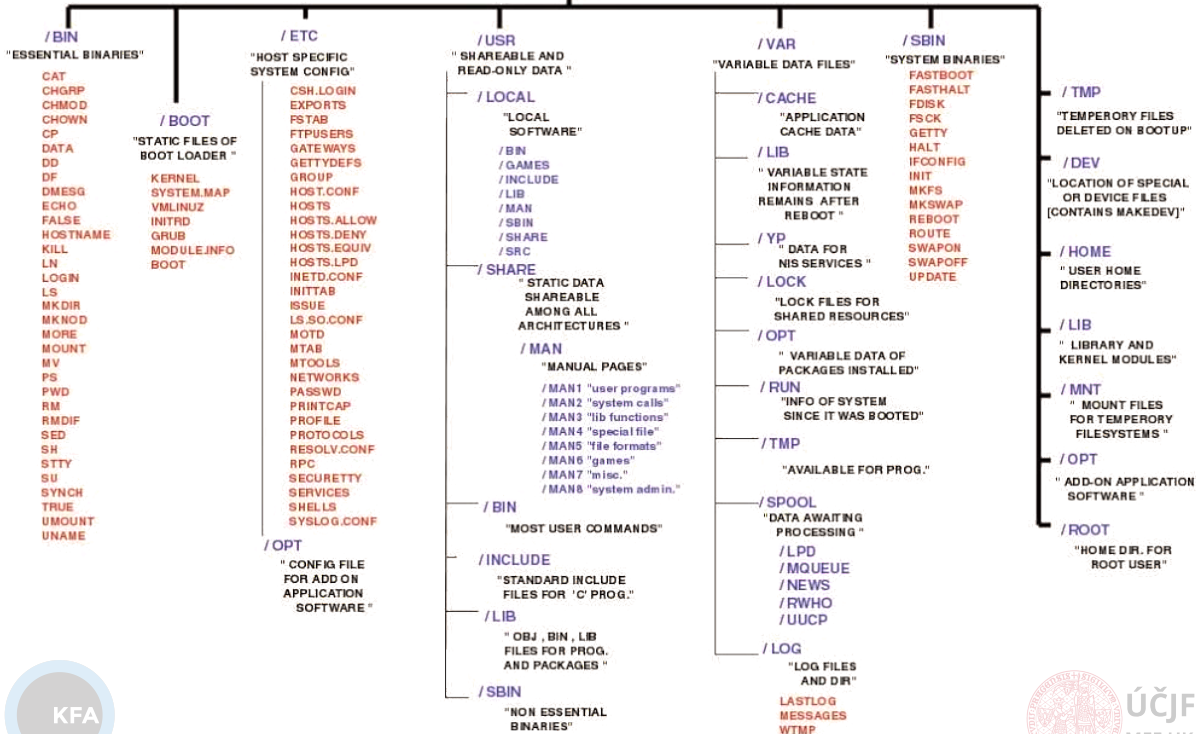 / BIN
"ESSENTIAL BINARIES"
CAT
CHGRP
CHMOD
CHOWN
CP
DATA
DD
DF
DMESG
ECHO
FALSE
HOSTNAME
KILL
LN
LOGIN
LS
MKDIR
MKNOD
MORE
MOUNT
MV
PS
PWD
RM
RMDIF
SED
SH
STTY
SU
SYNCH
TRUE
UMOUNT
UNAME
/ BOOT
"STATIC FILES OF
BOOT LOADER "
KERNEL
SYSTEM.MAP
VMLINUZ
INITRD
GRUB
MODULE.INFO
BOOT
/ ETC
"HOST SPECIFIC
SYSTEM CONFIG"
CSH.LOGIN
EXPORTS
FSTAB
FTPUSERS
GATEWAYS
GETTYDEFS
GROUP
HOST.CONF
HOSTS
HOSTS.ALLOW
HOSTS.DENY
HOSTS.EQUIV
HOSTS.LPD
INETD.CONF
INITTAB
ISSUE
LS.SO.CONF
MOTD
MTAB
MTOOLS
NETWORKS
PASSWD
PRINTCAP
PROFILE
PROTOCOLS
RESOLV.CONF
RPC
SECURETTY
SERVICES
SHELLS
SYSLOG.CONF
/ OPT
" CONFIG FILE
FOR ADD ON
APPLICATION
SOFTWARE "
/ USR
" SHAREABLE AND
READ-ONLY DATA "
/ LOCAL
"LOCAL
SOFTWARE"
/ BIN
/ GAMES
/ INCLUDE
/ LIB
/ MAN
/ SBIN
/ SHARE
/ SRC
/ SHARE
" STATIC DATA
SHAREABLE
AMONG ALL
ARCHITECTURES "
/ MAN
"MANUAL PAGES"
/ MAN1 "user programs"
/ MAN2 "system calls"
/ MAN3 "lib functions"
/ MAN4 "special file"
/ MAN5 "file formats"
/ MAN6 "games"
/ MAN7 "misc."
/ MAN8 "system admin."
/ BIN
"MOST USER COMMANDS"
/ INCLUDE
"STANDARD INCLUDE
FILES FOR 'C' PROG."
/ LIB
" OBJ , BIN , LIB
FILES FOR PROG.
AND PACKAGES "
/ SBIN
"NON ESSENTIAL
BINARIES"
/ VAR
"VARIABLE DATA FILES"
/ CACHE
"APPLICATION
CACHE DATA"
/ LIB
" VARIABLE STATE
INFORMATION
REMAINS AFTER
REBOOT "
/ YP
" DATA FOR
NIS SERVICES "
/ LOCK
"LOCK FILES FOR
SHARED RESOURCES"
/ OPT
" VARIABLE DATA OF
PACKAGES INSTALLED"
/ RUN
"INFO OF SYSTEM
SINCE IT WAS BOOTED"
/ TMP
"AVAILABLE FOR PROG."
/ SPOOL
"DATA AWAITING
PROCESSING "
/ LPD
/ MQUEUE
/ NEWS
/ RWHO
/ UUCP
/ LOG
"LOG FILES
AND DIR"
LASTLOG
MESSAGES
WTMP
/ SBIN
"SYSTEM BINARIES"
FASTBOOT
FASTHALT
FDISK
FSCK
GETTY
HALT
IFCONFIG
INIT
MKFS
MKSWAP
REBOOT
ROUTE
SWAPON
SWAPOFF
UPDATE
/ TMP
"TEMPERORY FILES
DELETED ON BOOTUP"
/ DEV
"LOCATION OF SPECIAL
OR DEVICE FILES
[CONTAINS MAKEDEV]"
/ HOME
" USER HOME
DIRECTORIES"
/ LIB
" LIBRARY AND
KERNEL MODULES"
/ MNT
" MOUNT FILES
FOR TEMPERORY
FILESYSTEMS "
/ OPT
" ADD-ON APPLICATION
SOFTWARE "
/ ROOT
"HOME DIR. FOR
ROOT USER"
KFA
ÚČJF